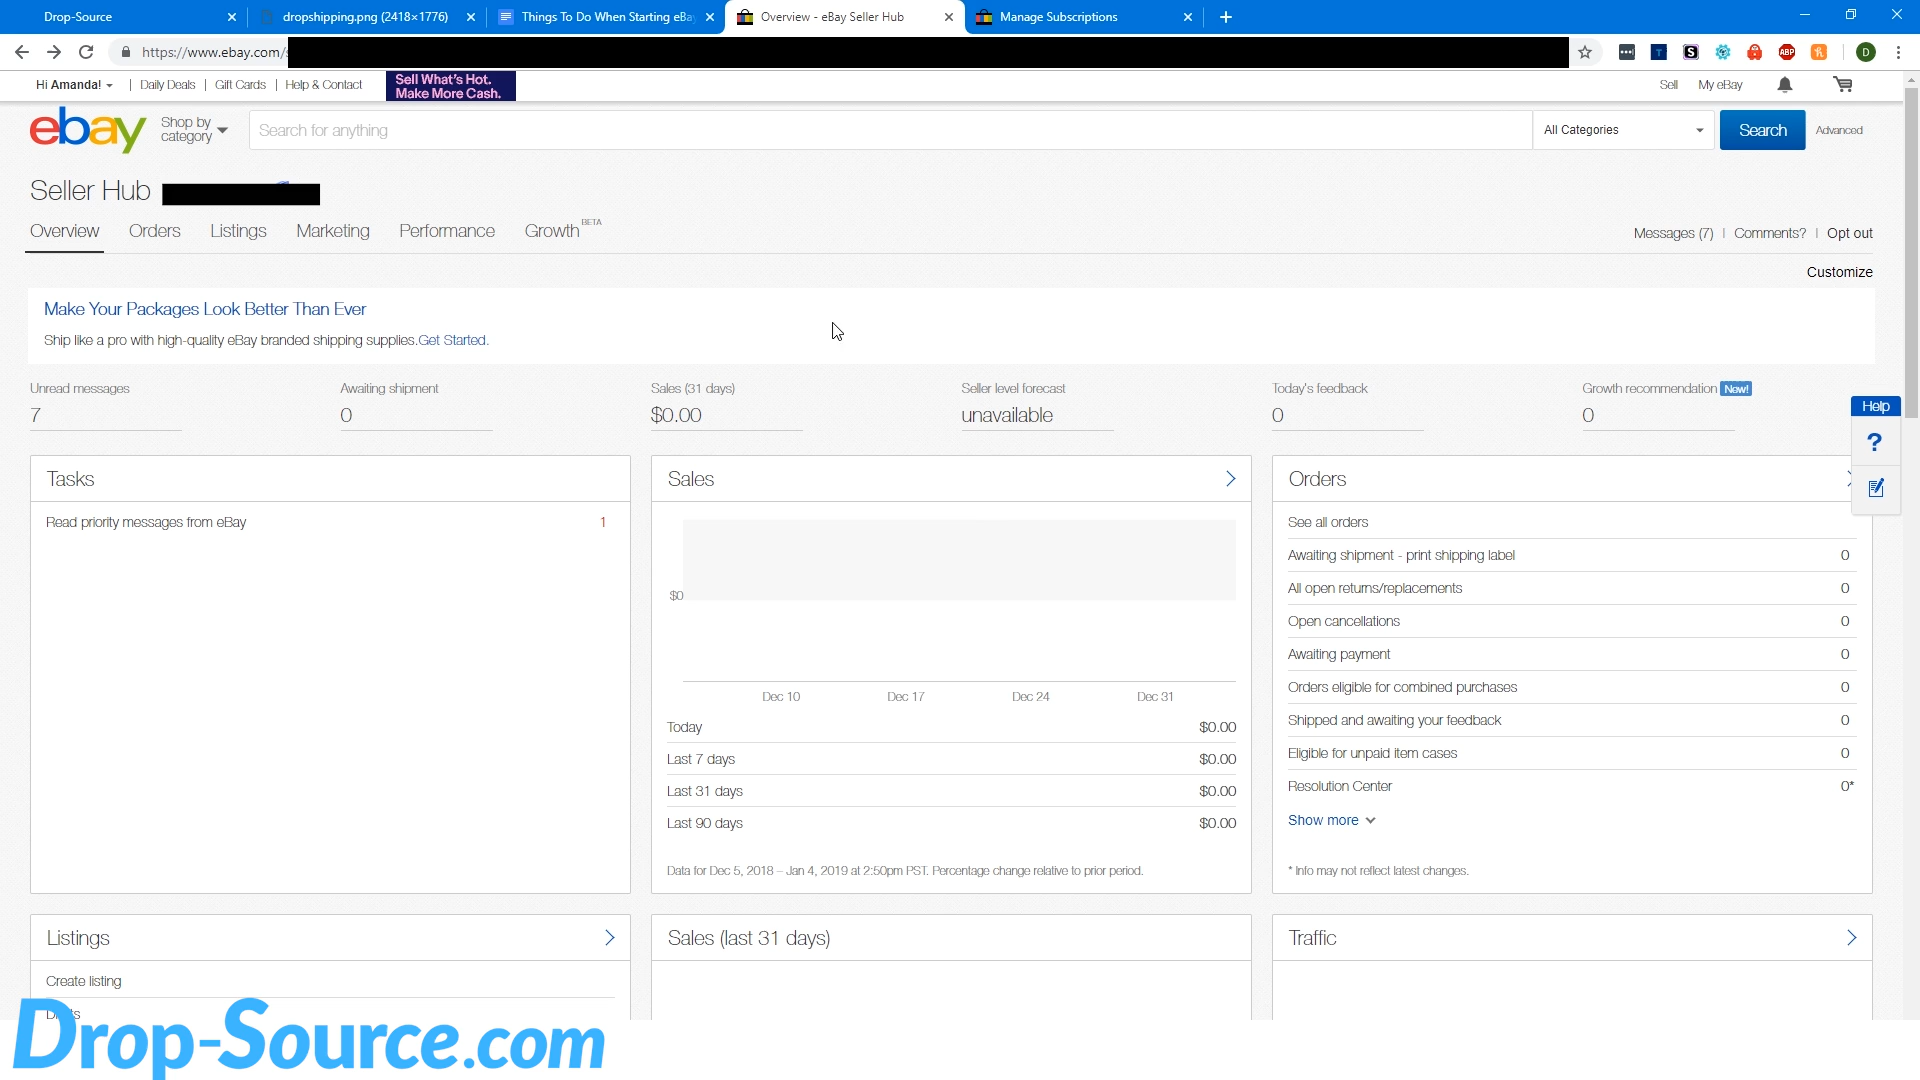 Drop-Source
dropshipping.png (2418×1776)
Things To Do When Starting eBay
Overview - eBay Seller Hub
Manage Subscriptions
https://www.ebay.com/
Hi Amanda! | Daily Deals | Gift Cards | Help & Contact
Sell What's Hot.
Make More Cash.
Sell My eBay
ebay
Shop by
category
Search for anything
All Categories
Search
Advanced
Seller Hub
Overview Orders Listings Marketing Performance Growth BETA
Messages (7) | Comments? | Opt out
Customize
Make Your Packages Look Better Than Ever
Ship like a pro with high-quality eBay branded shipping supplies.Get Started.
Unread messages
7
Awaiting shipment
0
Sales (31 days)
$0.00
Seller level forecast
unavailable
Today's feedback
0
Growth recommendation New!
0
Help
?
Tasks
Read priority messages from eBay 1
Sales
$0
Dec 10 Dec 17 Dec 24 Dec 31
Today $0.00
Last 7 days $0.00
Last 31 days $0.00
Last 90 days $0.00
Data for Dec 5, 2018 – Jan 4, 2019 at 2:50pm PST. Percentage change relative to prior period.
Orders
See all orders
Awaiting shipment - print shipping label 0
All open returns/replacements 0
Open cancellations 0
Awaiting payment 0
Orders eligible for combined purchases 0
Shipped and awaiting your feedback 0
Eligible for unpaid item cases 0
Resolution Center 0*
Show more
* Info may not reflect latest changes.
Listings
Create listing
Sales (last 31 days)
Traffic
Drop-Source.com